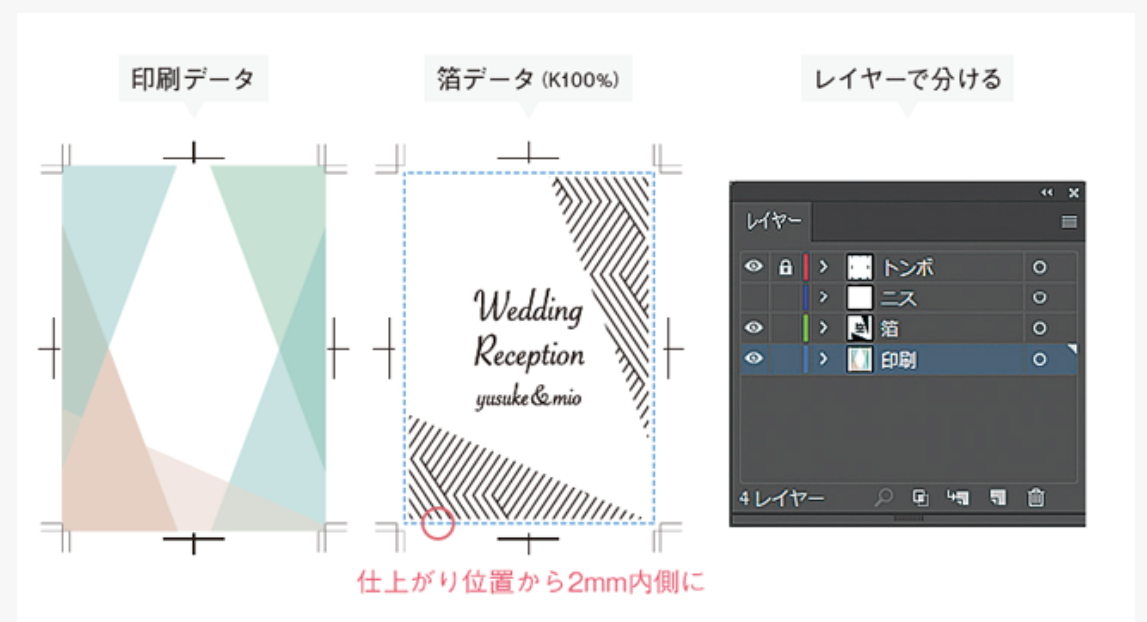 印刷データ
箔データ(K100%)
レイヤーで分ける
Wedding
Reception
yusuke&mio
仕上がり位置から2mm内側に
レイヤー
トンボ
ニス
箔
印刷
4レイヤー